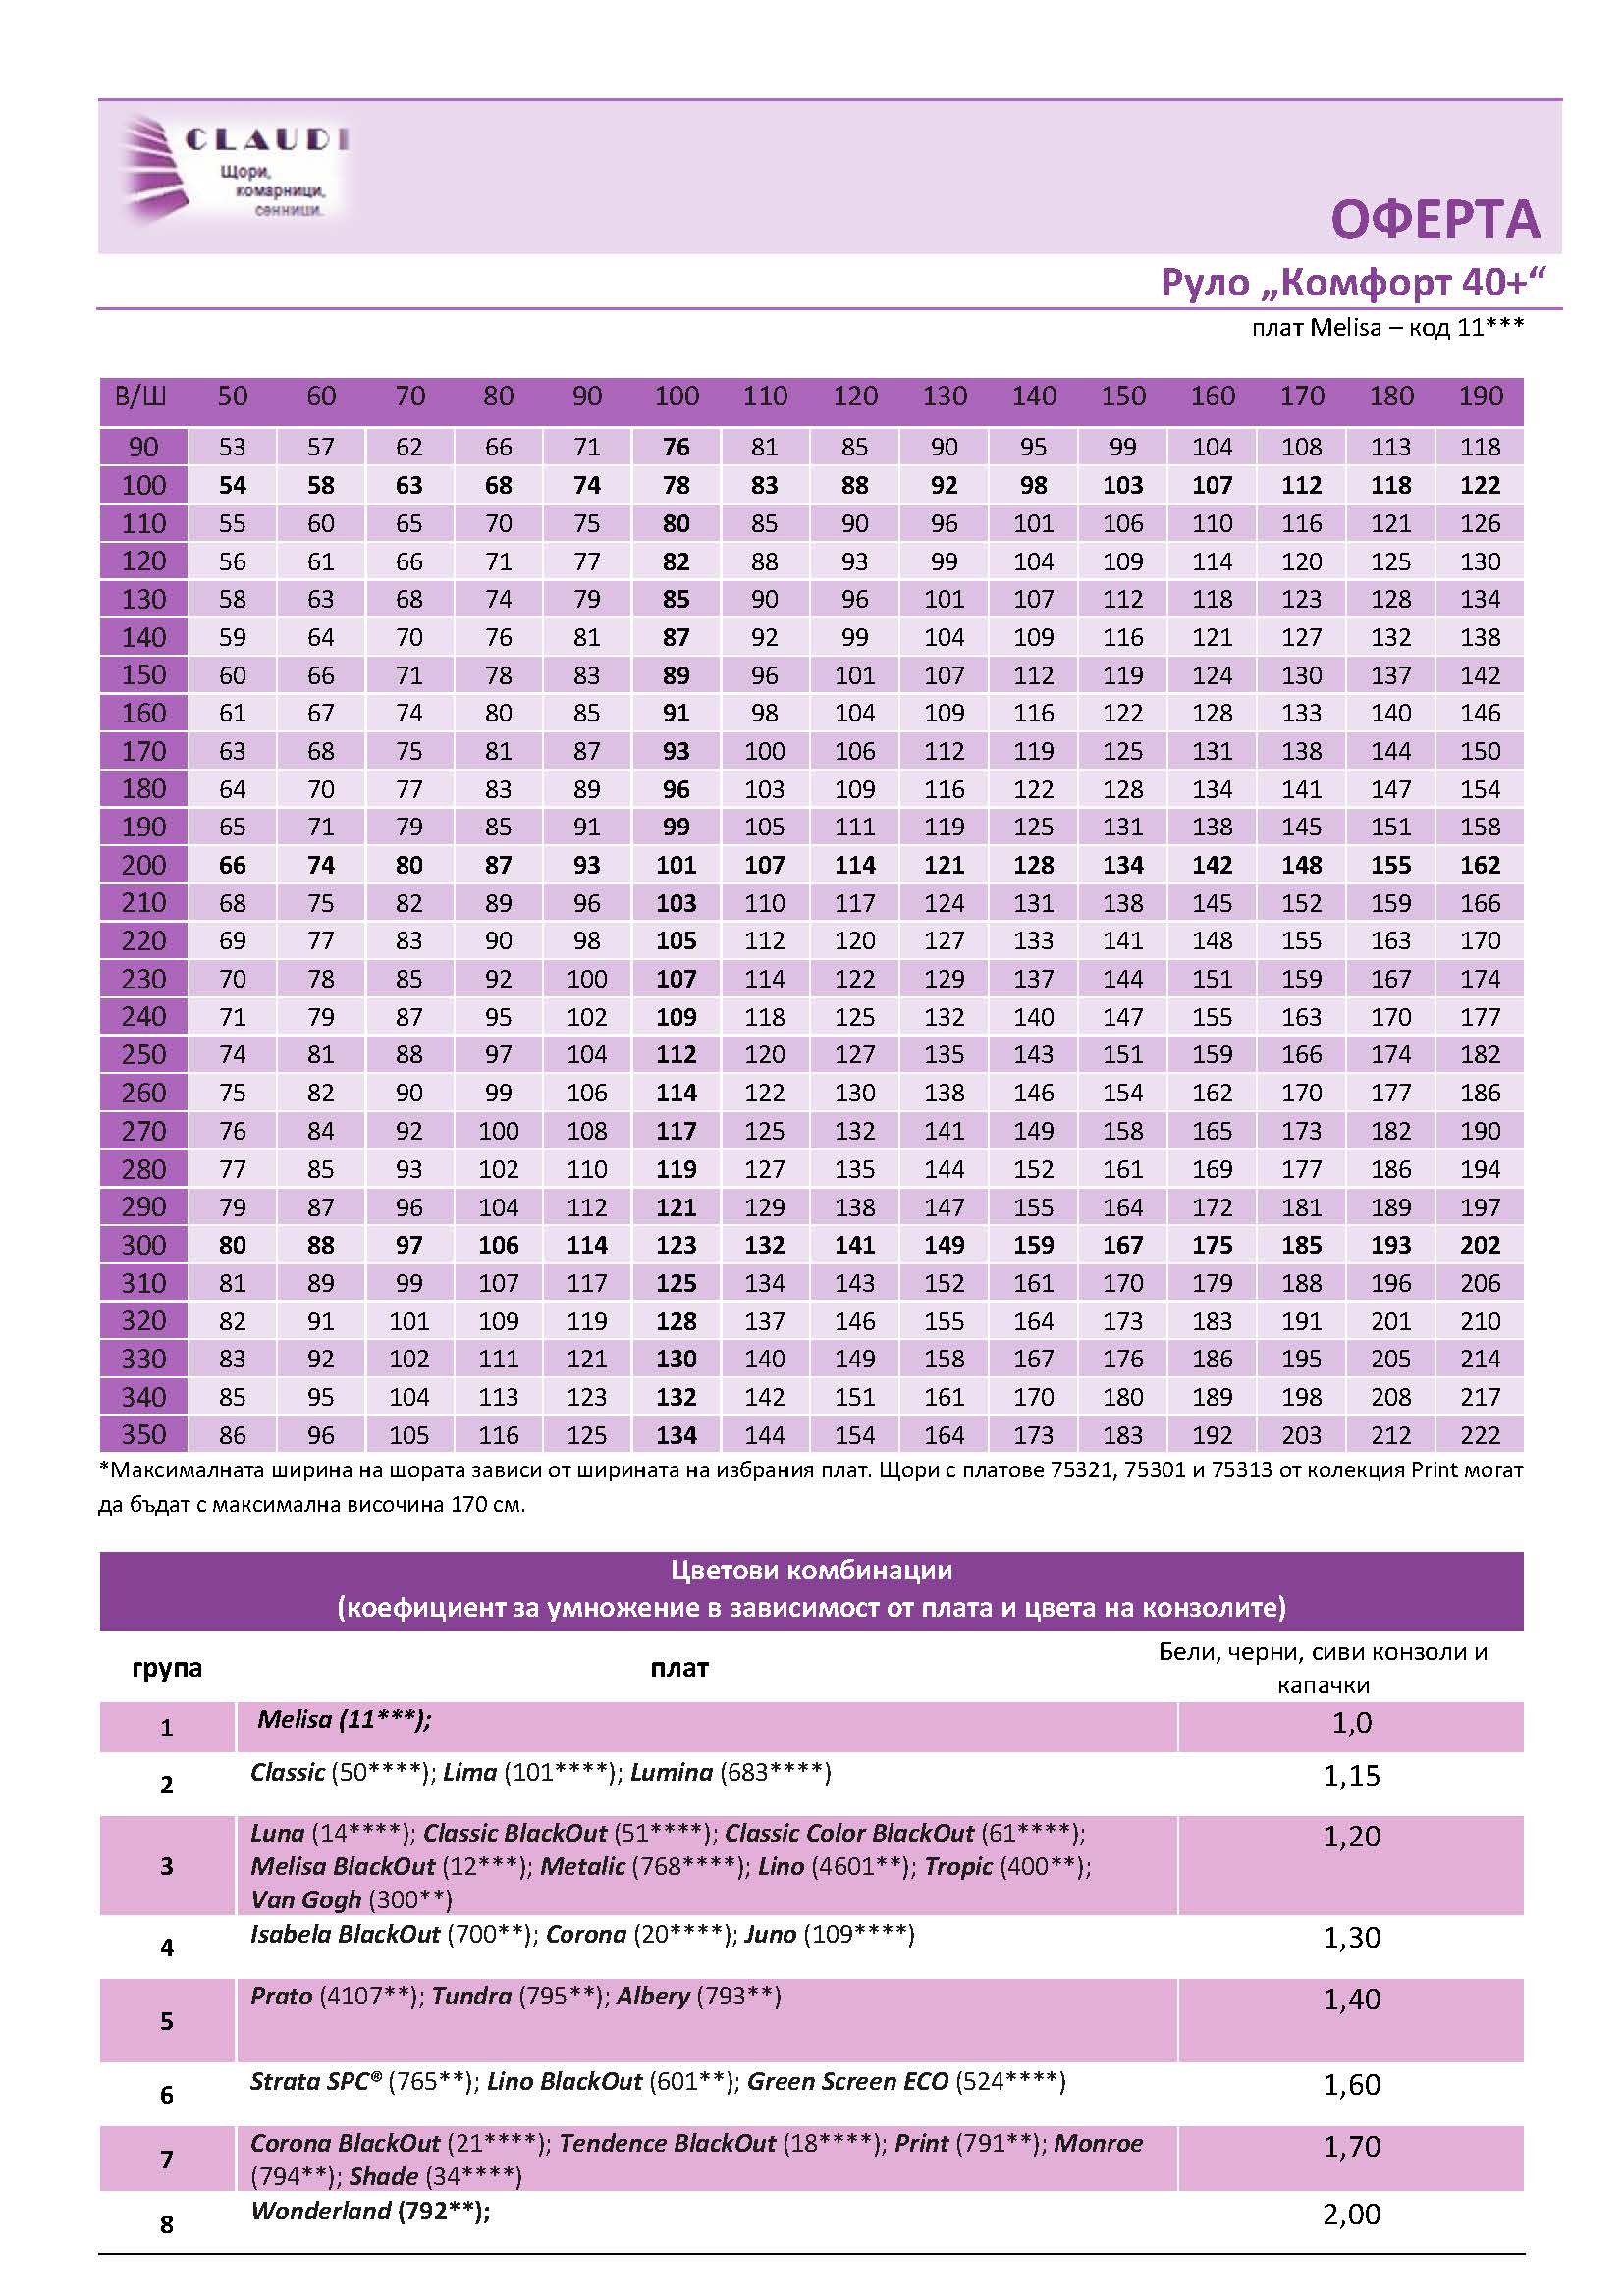 CLAUDI
Щори,
комарници,
сенници.
ОФЕРТА
Руло „Комфорт 40+“
плат Melisa – код 11***
В/Ш 50 60 70 80 90 100 110 120 130 140 150 160 170 180 190
90 53 57 62 66 71 76 81 85 90 95 99 104 108 113 118
100 54 58 63 68 74 78 83 88 92 98 103 107 112 118 122
110 55 60 65 70 75 80 85 90 96 101 106 110 116 121 126
120 56 61 66 71 77 82 88 93 99 104 109 114 120 125 130
130 58 63 68 74 79 85 90 96 101 107 112 118 123 128 134
140 59 64 70 76 81 87 92 99 104 109 116 121 127 132 138
150 60 66 71 78 83 89 96 101 107 112 119 124 130 137 142
160 61 67 74 80 85 91 98 104 109 116 122 128 133 140 146
170 63 68 75 81 87 93 100 106 112 119 125 131 138 144 150
180 64 70 77 83 89 96 103 109 116 122 128 134 141 147 154
190 65 71 79 85 91 99 105 111 119 125 131 138 145 151 158
200 66 74 80 87 93 101 107 114 121 128 134 142 148 155 162
210 68 75 82 89 96 103 110 117 124 131 138 145 152 159 166
220 69 77 83 90 98 105 112 120 127 133 141 148 155 163 170
230 70 78 85 92 100 107 114 122 129 137 144 151 159 167 174
240 71 79 87 95 102 109 118 125 132 140 147 155 163 170 177
250 74 81 88 97 104 112 120 127 135 143 151 159 166 174 182
260 75 82 90 99 106 114 122 130 138 146 154 162 170 177 186
270 76 84 92 100 108 117 125 132 141 149 158 165 173 182 190
280 77 85 93 102 110 119 127 135 144 152 161 169 177 186 194
290 79 87 96 104 112 121 129 138 147 155 164 172 181 189 197
300 80 88 97 106 114 123 132 141 149 159 167 175 185 193 202
310 81 89 99 107 117 125 134 143 152 161 170 179 188 196 206
320 82 91 101 109 119 128 137 146 155 164 173 183 191 201 210
330 83 92 102 111 121 130 140 149 158 167 176 186 195 205 214
340 85 95 104 113 123 132 142 151 161 170 180 189 198 208 217
350 86 96 105 116 125 134 144 154 164 173 183 192 203 212 222
*Максималната ширина на щората зависи от ширината на избрания плат. Щори с платове 75321, 75301 и 75313 от колекция Print могат
да бъдат с максимална височина 170 см.
Цветови комбинации
(коефициент за умножение в зависимост от плата и цвета на конзолите)
група плат Бели, черни, сиви конзоли и
капачки
1 Melisa (11***); 1,0
2 Classic (50****); Lima (101****); Lumina (683****) 1,15
Luna (14****); Classic BlackOut (51****); Classic Color BlackOut (61****); 1,20
3 Melisa BlackOut (12***); Metalic (768****); Lino (4601**); Tropic (400**);
Van Gogh (300**)
4 Isabela BlackOut (700**); Corona (20****); Juno (109****) 1,30
5 Prato (4107**); Tundra (795**); Albery (793**) 1,40
6 Strata SPC® (765**); Lino BlackOut (601**); Green Screen ECO (524****) 1,60
7 Corona BlackOut (21****); Tendence BlackOut (18****); Print (791**); Monroe 1,70
(794**); Shade (34****)
8 Wonderland (792**); 2,00